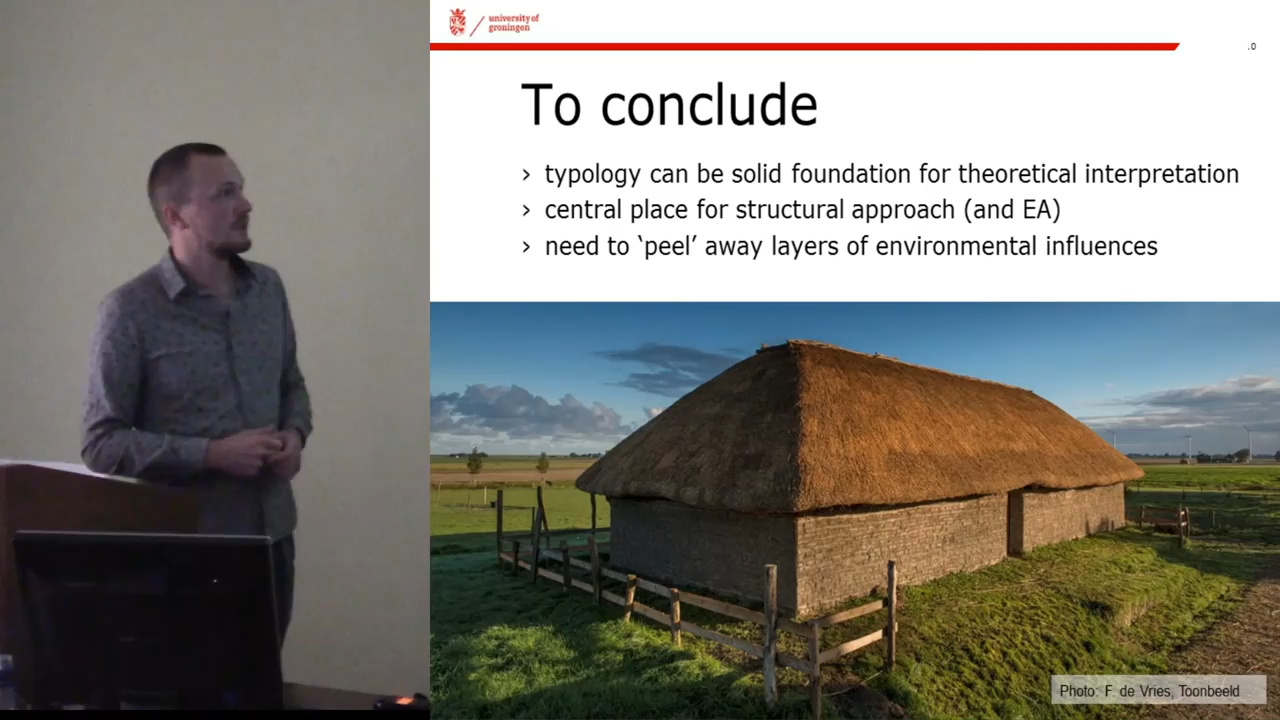 university of
groningen
.0
To conclude
› typology can be solid foundation for theoretical interpretation
› central place for structural approach (and EA)
› need to ‘peel’ away layers of environmental influences
Photo: F. de Vries, Toonbeeld